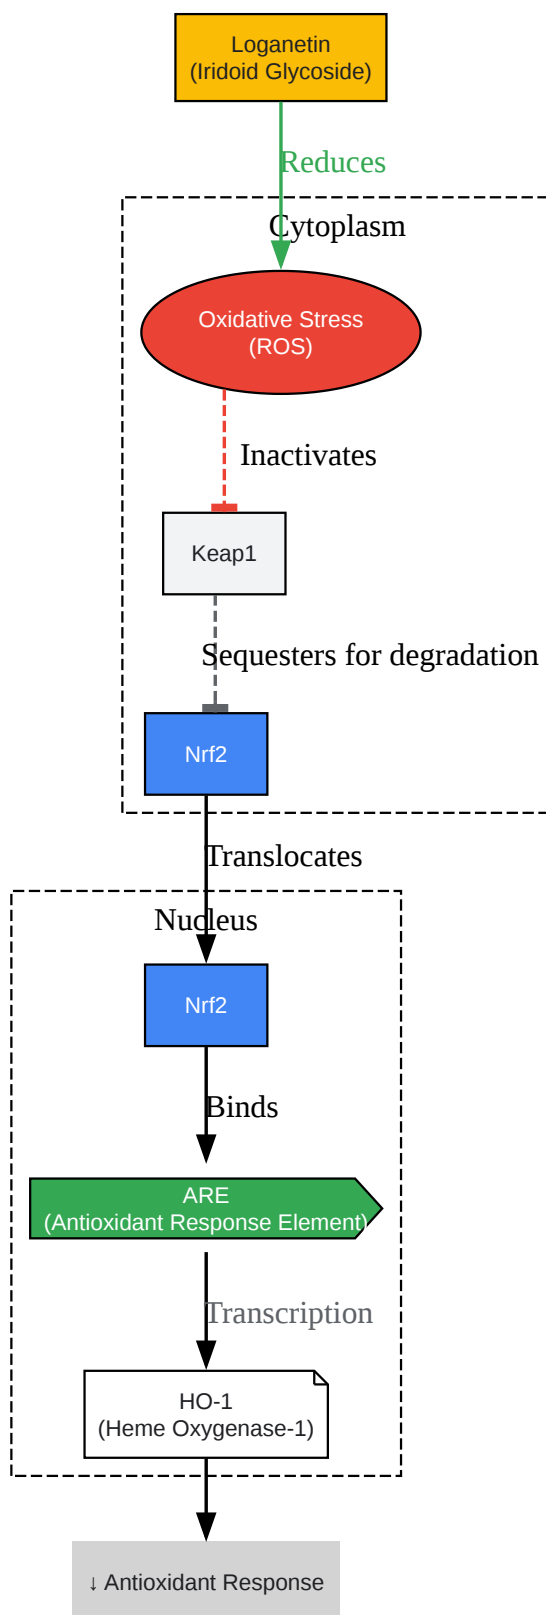 Loganetin
(Iridoid Glycoside)
Reduces
Cytoplasm
Oxidative Stress
(ROS)
Inactivates
Keap1
Sequesters for degradation
Nrf2
Translocates
Nucleus
Nrf2
Binds
ARE
(Antioxidant Response Element)
Transcription
HO-1
(Heme Oxygenase-1)
↓ Antioxidant Response